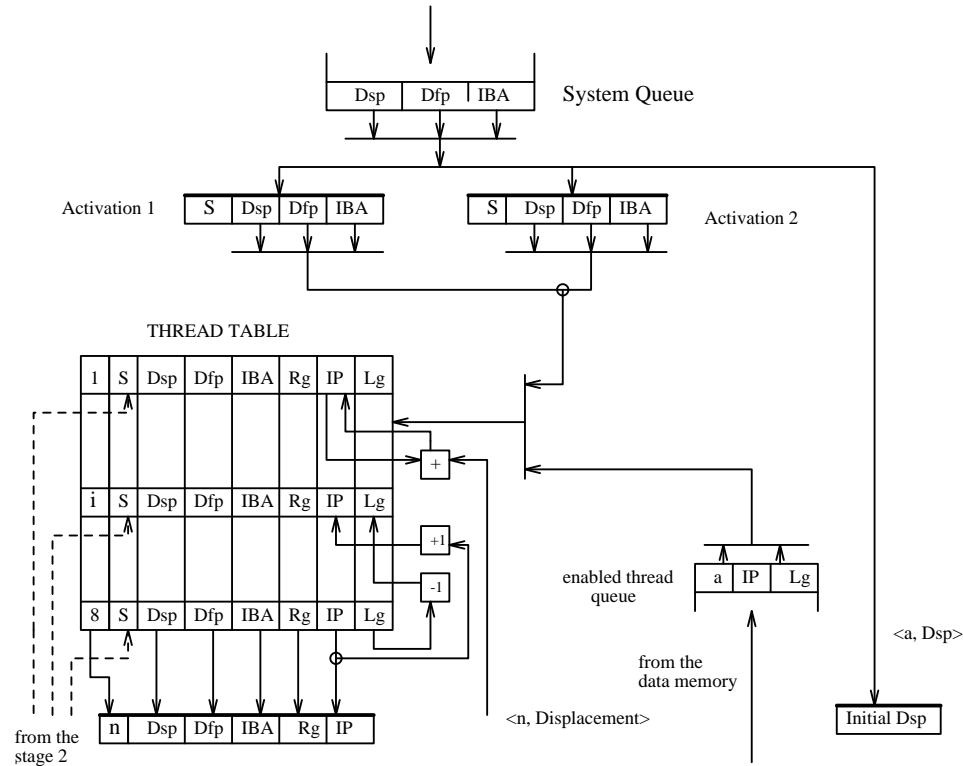 Dsp Dfp IBA
System Queue
Activation 1
S Dsp Dfp IBA
S Dsp Dfp IBA
Activation 2
THREAD TABLE
1 S Dsp Dfp IBA Rg IP Lg
+
i S Dsp Dfp IBA Rg IP Lg
+1
-1
8 S Dsp Dfp IBA Rg IP Lg
enabled thread
queue
a IP Lg
<a, Dsp>
from the
data memory
<n, Displacement>
n Dsp Dfp IBA Rg IP
Initial Dsp
from the
stage 2